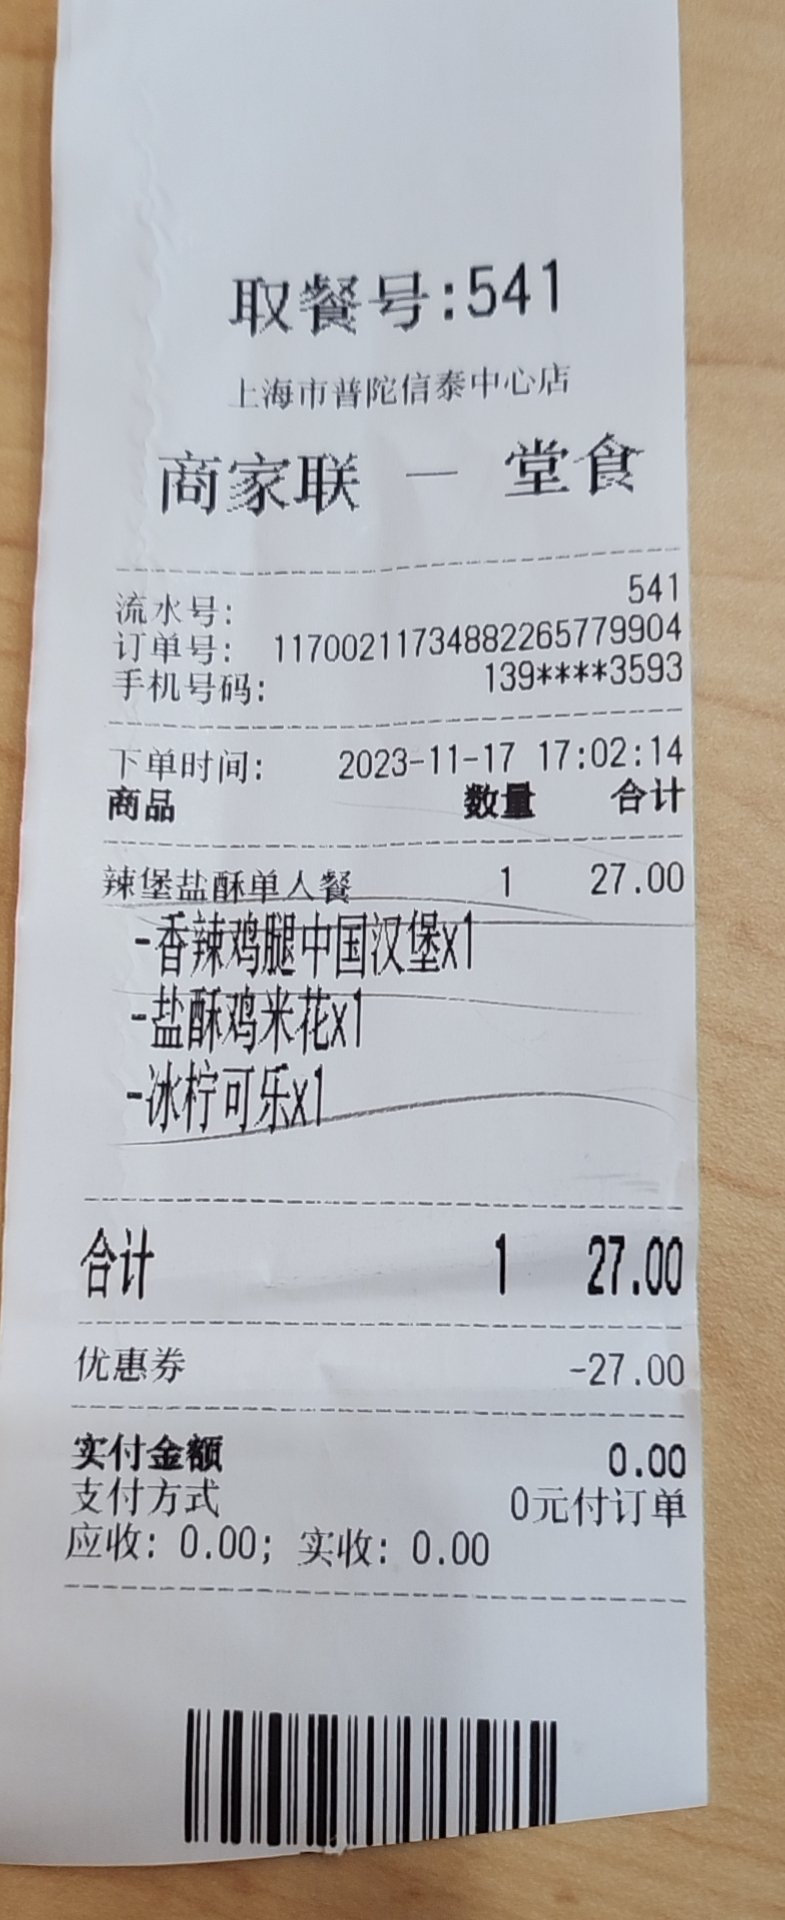 取餐号:541
上海市普陀信泰中心店
商家联 — 堂食
流水号: 541
订单号: 11700211734882265779904
手机号码: 139****3593
下单时间: 2023-11-17 17:02:14
商品 数量 合计
辣堡盐酥单人餐 1 27.00
-香辣鸡腿中国汉堡x1
-盐酥鸡米花x1
-冰柠可乐x1
合计 1 27.00
优惠券 -27.00
实付金额 0.00
支付方式 0元付订单
应收: 0.00; 实收: 0.00